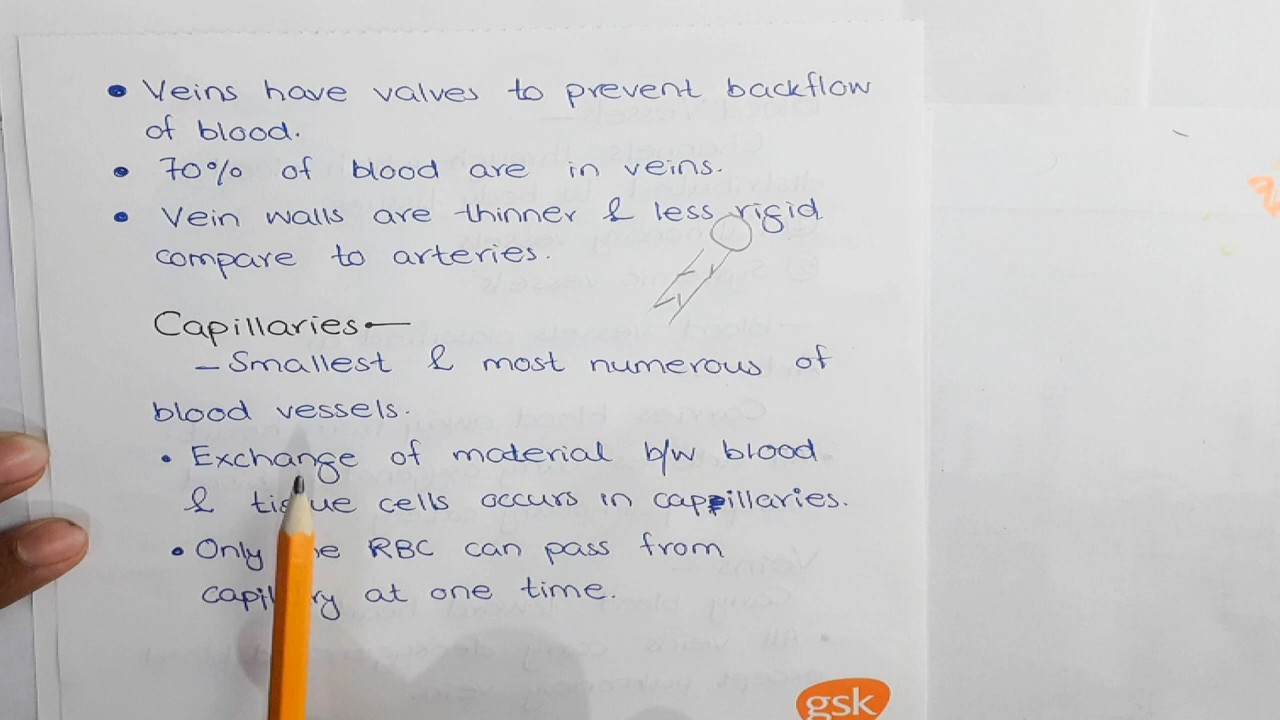 • Veins have valves to prevent backflow
of blood.
• 70% of blood are in veins.
• Vein walls are thinner & less rigid
compare to arteries.
Capillaries •—
– Smallest & most numerous of
blood vessels.
• Exchange of material b/w blood
& cells occurs in cappillaries.
• Only RBC can pass from
at one time.
gsk